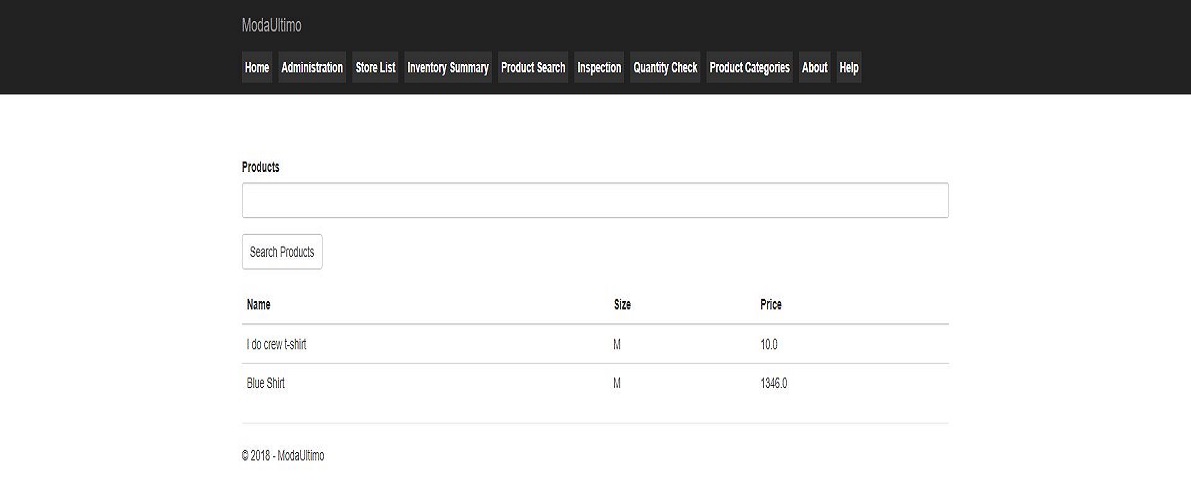 ModaUltimo
Home Administration Store List Inventory Summary Product Search Inspection Quantity Check Product Categories About Help
Products
Search Products
Name Size Price
I do crew t-shirt M 10.0
Blue Shirt M 1346.0
© 2018 - ModaUltimo